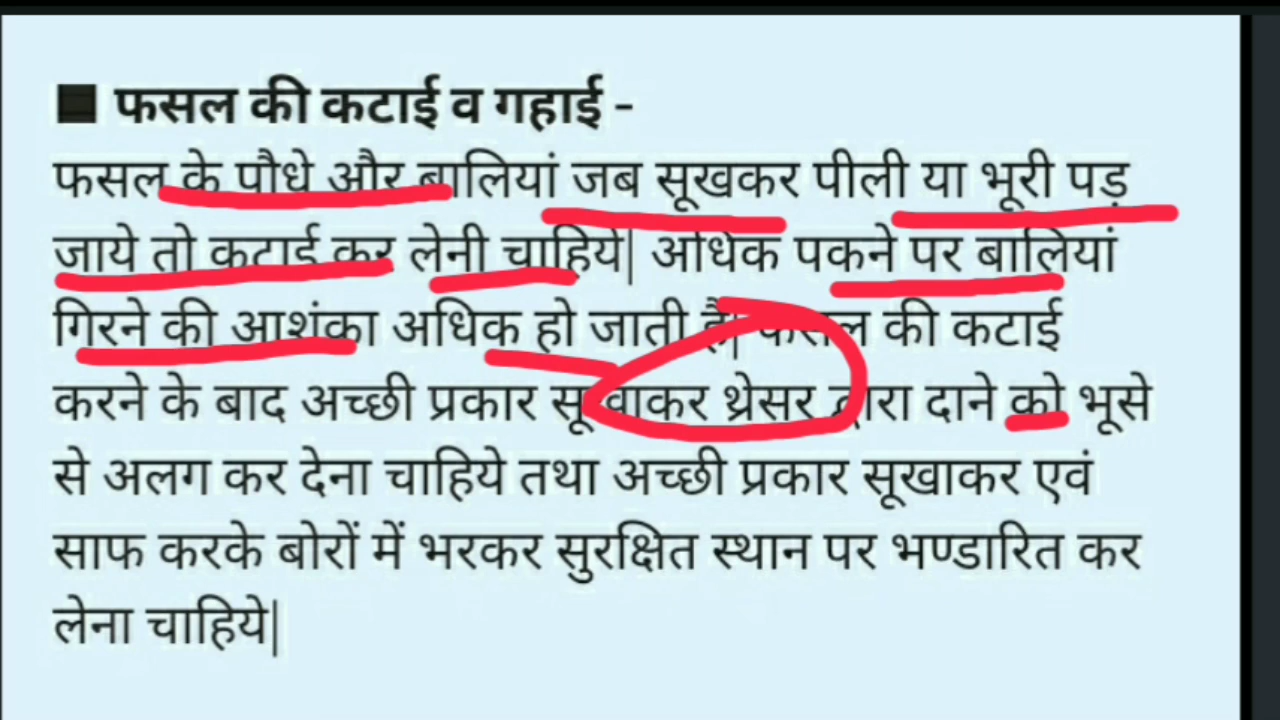 ■ फसल की कटाई व गहाई -
फसल के पौधे और बालियां जब सूखकर पीली या भूरी पड़
जाये तो कटाई कर लेनी चाहिये| अधिक पकने पर बालियां
गिरने की आशंका अधिक हो जाती है| फसल की कटाई
करने के बाद अच्छी प्रकार सूखाकर थ्रेसर द्वारा दाने को भूसे
से अलग कर देना चाहिये तथा अच्छी प्रकार सूखाकर एवं
साफ करके बोरों में भरकर सुरक्षित स्थान पर भण्डारित कर
लेना चाहिये|